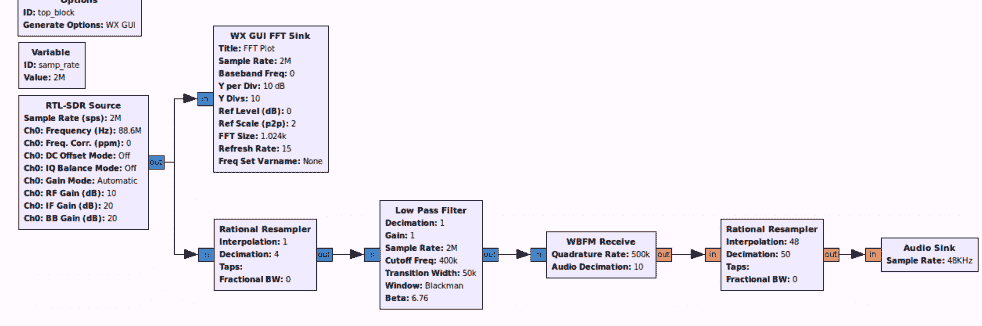 Options
ID: top_block
Generate Options: WX GUI
Variable
ID: samp_rate
Value: 2M
RTL-SDR Source
Sample Rate (sps): 2M
Ch0: Frequency (Hz): 88.6M
Ch0: Freq. Corr. (ppm): 0
Ch0: DC Offset Mode: Off
Ch0: IQ Balance Mode: Off
Ch0: Gain Mode: Automatic
Ch0: RF Gain (dB): 10
Ch0: IF Gain (dB): 20
Ch0: BB Gain (dB): 20
out
in
WX GUI FFT Sink
Title: FFT Plot
Sample Rate: 2M
Baseband Freq: 0
Y per Div: 10 dB
Y Divs: 10
Ref Level (dB): 0
Ref Scale (p2p): 2
FFT Size: 1.024k
Refresh Rate: 15
Freq Set Varname: None
in
Rational Resampler
Interpolation: 1
Decimation: 4
Taps:
Fractional BW: 0
out
in
Low Pass Filter
Decimation: 1
Gain: 1
Sample Rate: 2M
Cutoff Freq: 400k
Transition Width: 50k
Window: Blackman
Beta: 6.76
out
in
WBFM Receive
Quadrature Rate: 500k
Audio Decimation: 10
out
in
Rational Resampler
Interpolation: 48
Decimation: 50
Taps:
Fractional BW: 0
out
in
Audio Sink
Sample Rate: 48KHz